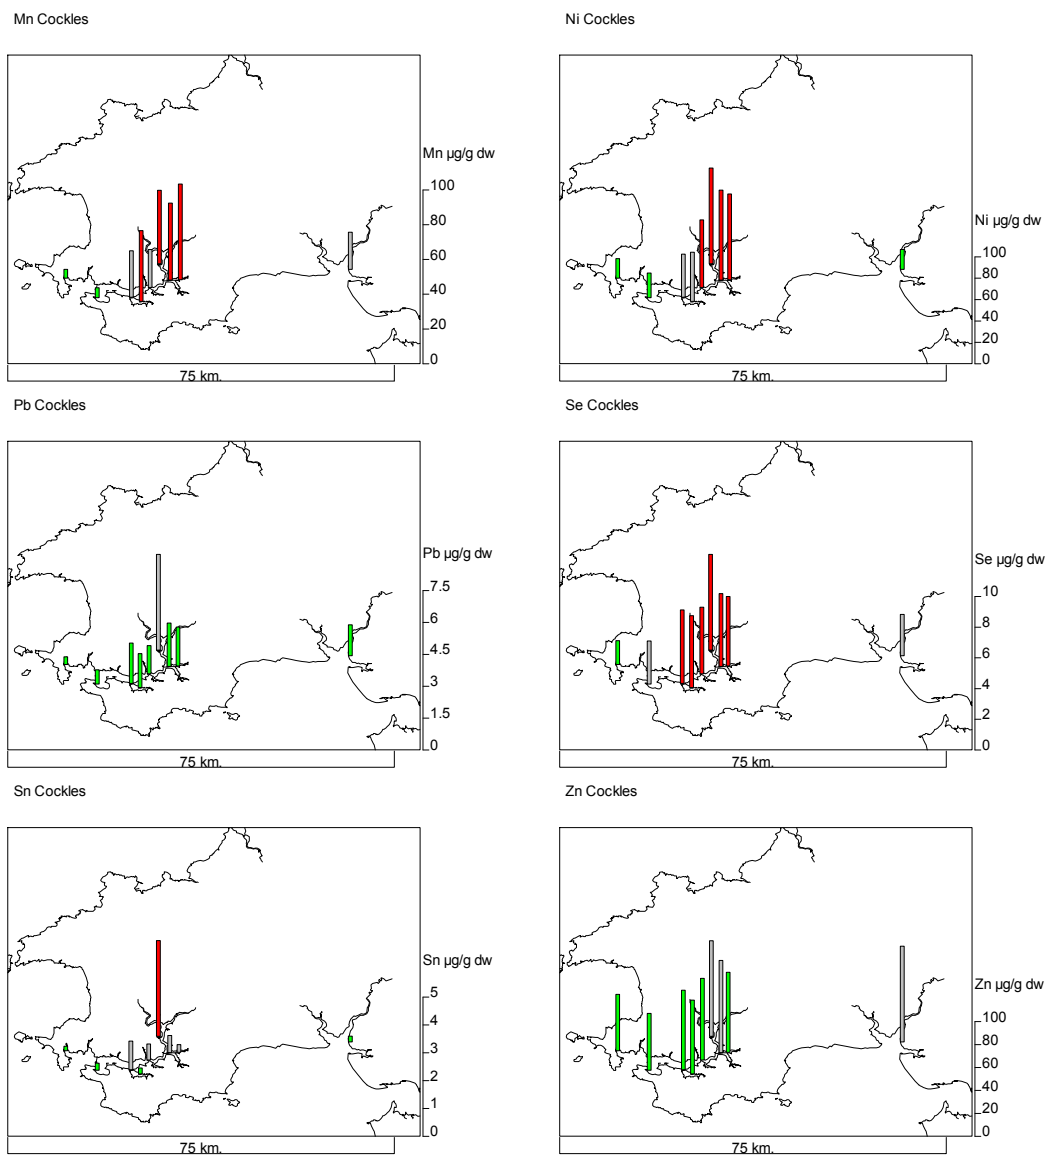 Mn Cockles
Mn µg/g dw
100
80
60
40
20
0
75 km.
Ni Cockles
Ni µg/g dw
100
80
60
40
20
0
75 km.
Pb Cockles
Pb µg/g dw
7.5
6
4.5
3
1.5
0
75 km.
Se Cockles
Se µg/g dw
10
8
6
4
2
0
75 km.
Sn Cockles
Sn µg/g dw
5
4
3
2
1
0
75 km.
Zn Cockles
Zn µg/g dw
100
80
60
40
20
0
75 km.